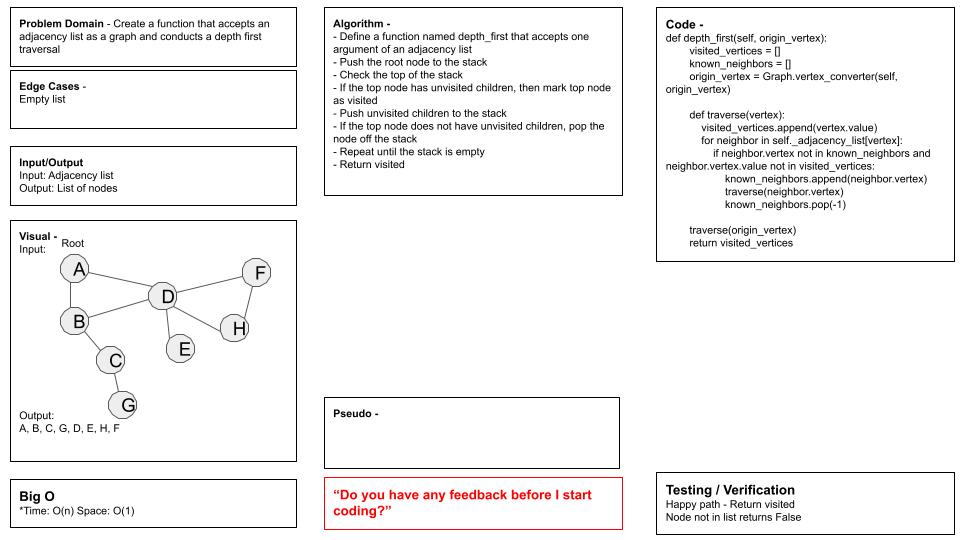 Problem Domain - Create a function that accepts an
adjacency list as a graph and conducts a depth first
traversal
Edge Cases -
Empty list
Input/Output
Input: Adjacency list
Output: List of nodes
Visual -
Input:
Root
A
F
D
B
H
E
C
G
Output:
A, B, C, G, D, E, H, F
Big O
*Time: O(n) Space: O(1)
Algorithm -
- Define a function named depth_first that accepts one
argument of an adjacency list
- Push the root node to the stack
- Check the top of the stack
- If the top node has unvisited children, then mark top node
as visited
- Push unvisited children to the stack
- If the top node does not have unvisited children, pop the
node off the stack
- Repeat until the stack is empty
- Return visited
Pseudo -
“Do you have any feedback before I start
coding?”
Code -
def depth_first(self, origin_vertex):
visited_vertices = []
known_neighbors = []
origin_vertex = Graph.vertex_converter(self,
origin_vertex)
def traverse(vertex):
visited_vertices.append(vertex.value)
for neighbor in self._adjacency_list[vertex]:
if neighbor.vertex not in known_neighbors and
neighbor.vertex.value not in visited_vertices:
known_neighbors.append(neighbor.vertex)
traverse(neighbor.vertex)
known_neighbors.pop(-1)
traverse(origin_vertex)
return visited_vertices
Testing / Verification
Happy path - Return visited
Node not in list returns False